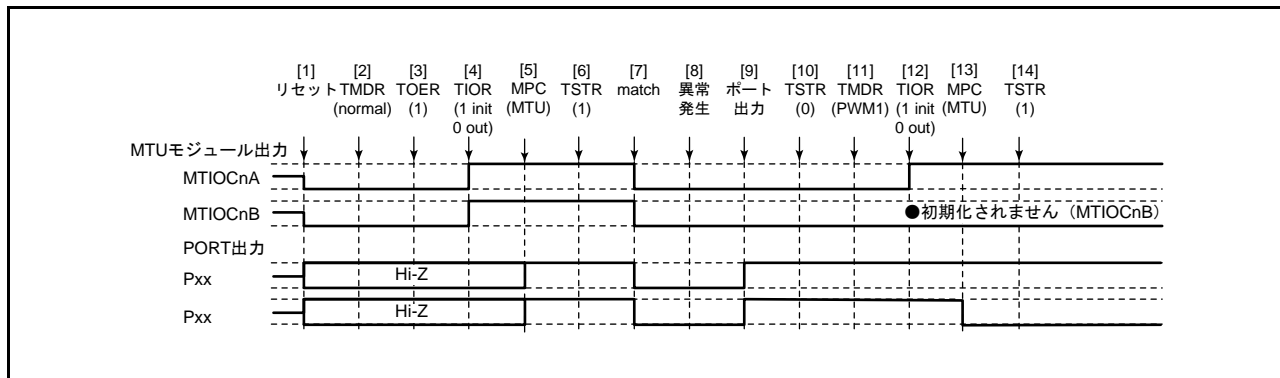 [1] [2] [3] [4] [5] [6] [7] [8] [9] [10] [11] [12] [13] [14]
リセット TMDR TOER TIOR MPC TSTR match 異常 ポート TSTR TMDR TIOR MPC TSTR
(normal) (1) (1 init (MTU) (1) 発生 出力 (0) (PWM1) (1 init (MTU) (1)
0 out) 0 out)
MTUモジュール出力
MTIOCnA
MTIOCnB ●初期化されません（MTIOCnB）
PORT出力
Pxx Hi-Z
Pxx Hi-Z